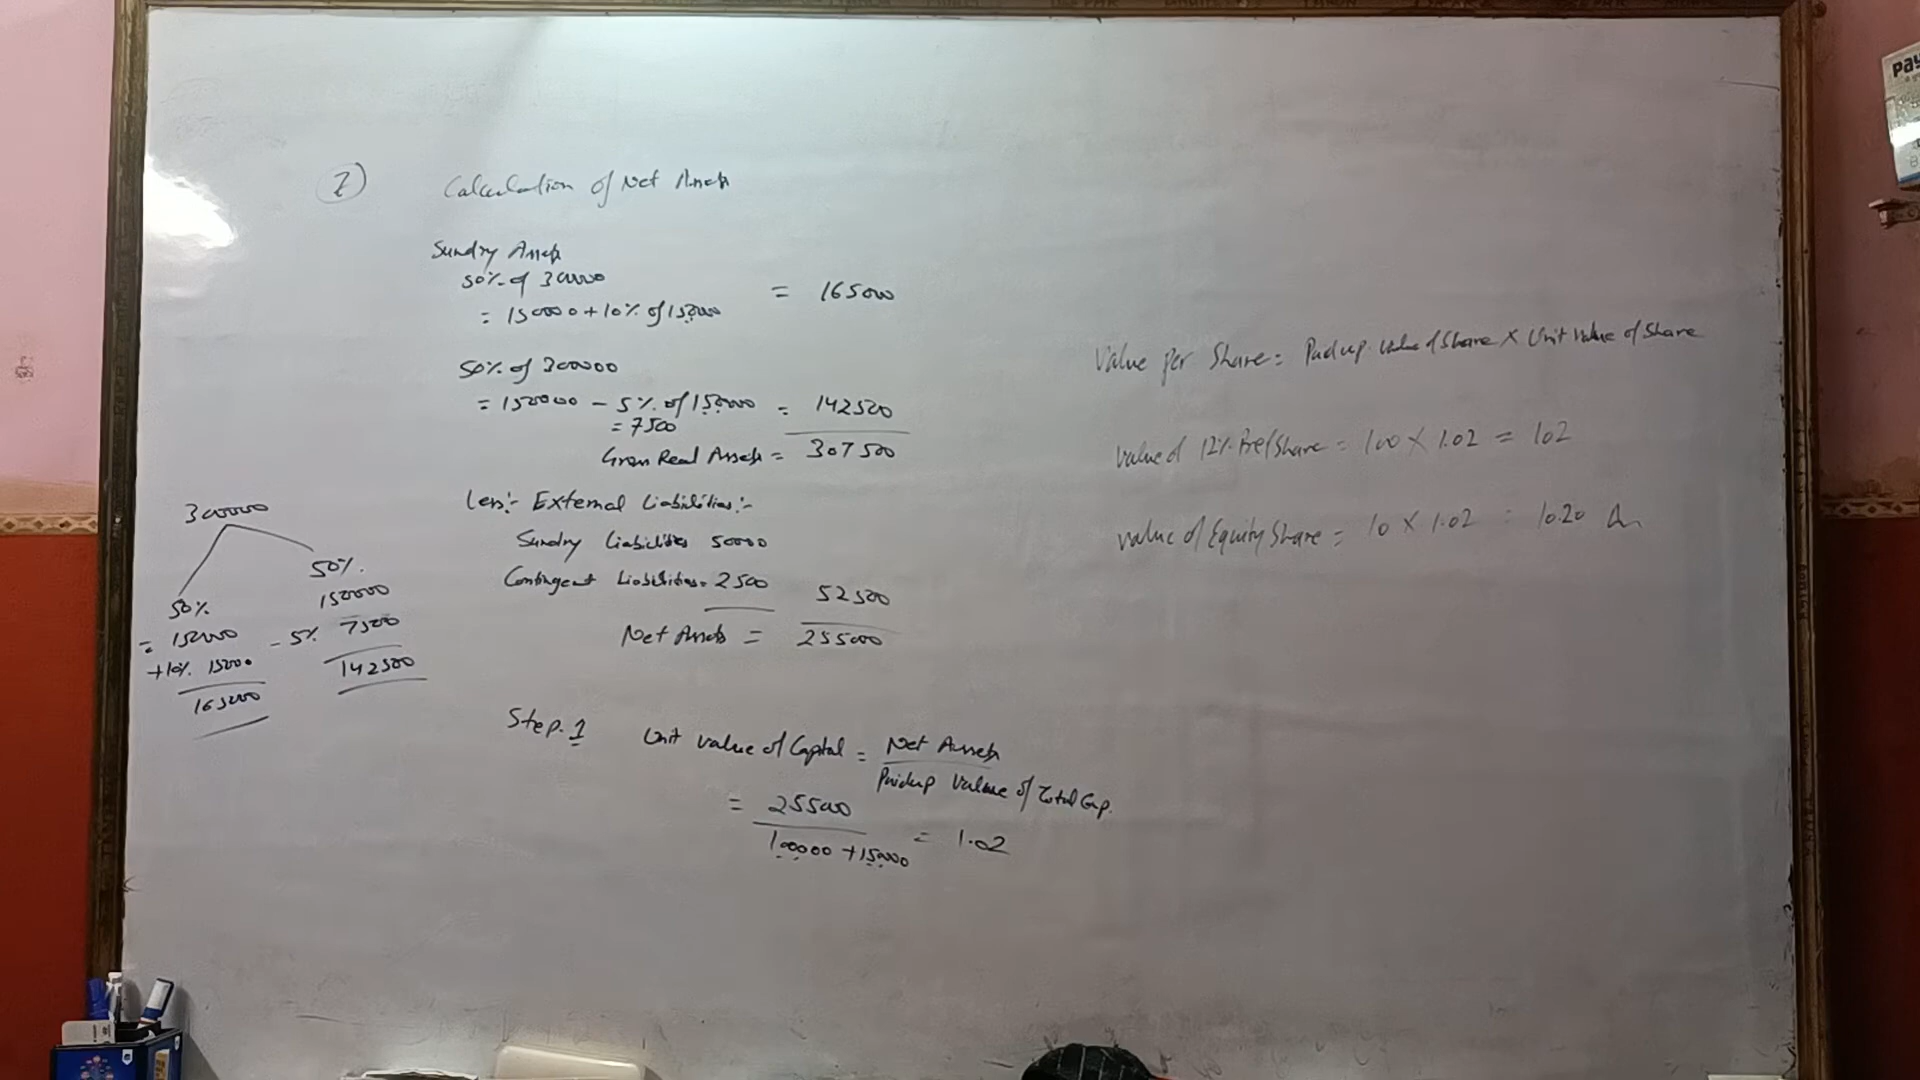 2)
Calculation of Net Assets
Sundry Assets
50% of 300000
= 150000 + 10% of 150000 = 165000
50% of 300000
= 150000 - 5% of 150000 = 142500
= 7500
Gross Real Assets = 307500
Less:- External Liabilities:-
Sundry Liabilities 50000
Contingent Liabilities = 2500 52500
Net Assets = 255000
300000
50%
= 150000
+10% 15000
165000
50%
150000
- 5% 7500
142500
Step. 1
Unit Value of Capital = Net Assets
Paidup Value of Total Cap.
= 255000
100000 + 150000 = 1.02
Value Per Share = Paidup Value of Share X Unit Value of Share
Value of 12% Pref Share = 100 X 1.02 = 102
Value of Equity Share = 10 X 1.02 = 10.20
Pay